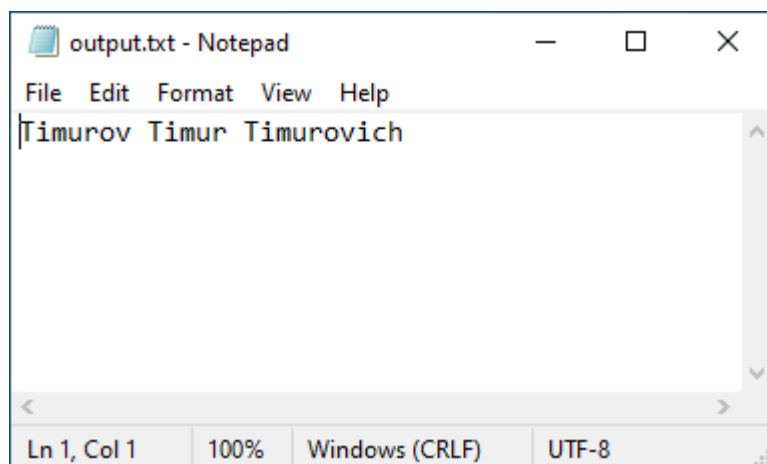 output.txt - Notepad
File Edit Format View Help
Timurov Timur Timurovich
Ln 1, Col 1 100% Windows (CRLF) UTF-8